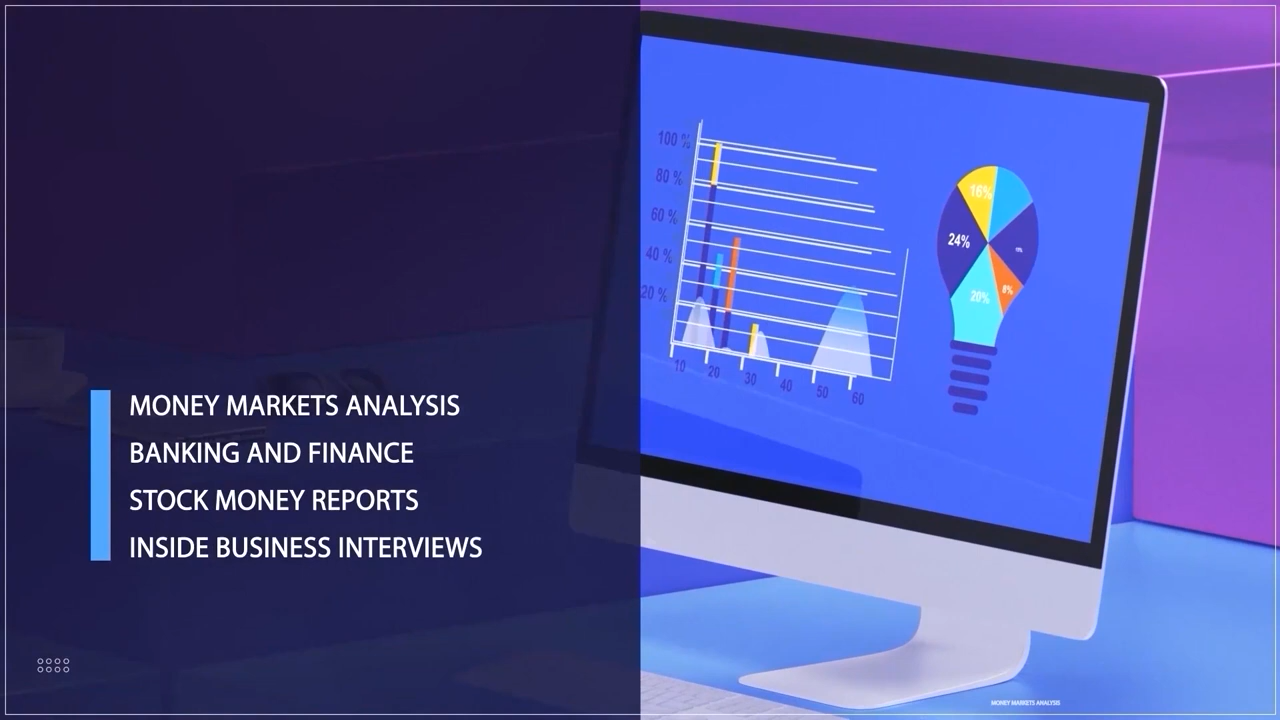 MONEY MARKETS ANALYSIS
BANKING AND FINANCE
STOCK MONEY REPORTS
INSIDE BUSINESS INTERVIEWS
100 %
80 %
60 %
40 %
20 %
10 20 30 40 50 60
16%
24%
20%
8%
MONEY MARKETS ANALYSIS